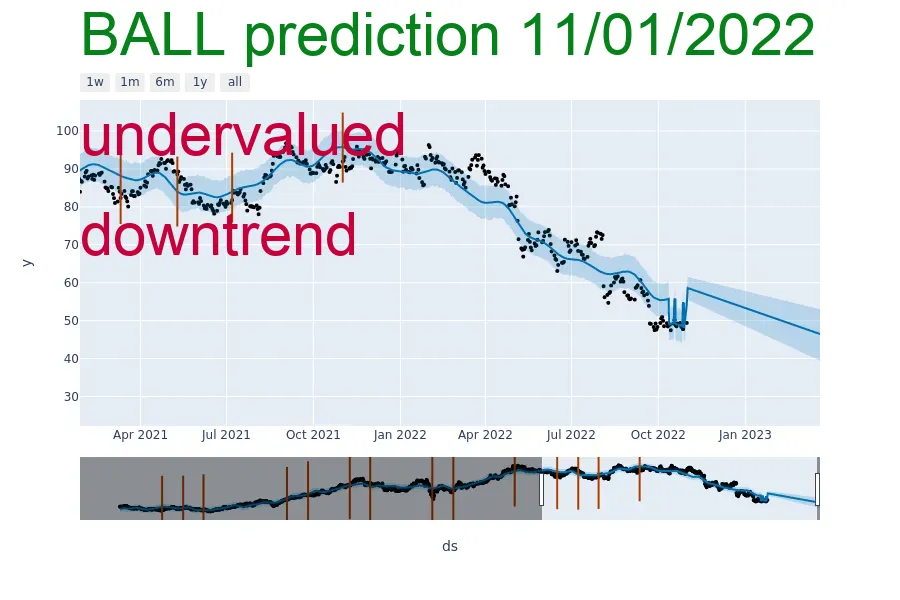 BALL prediction 11/01/2022
1w 1m 6m 1y all
undervalued
downtrend
100
90
80
70
60
50
40
30
y
Apr 2021 Jul 2021 Oct 2021 Jan 2022 Apr 2022 Jul 2022 Oct 2022 Jan 2023
ds